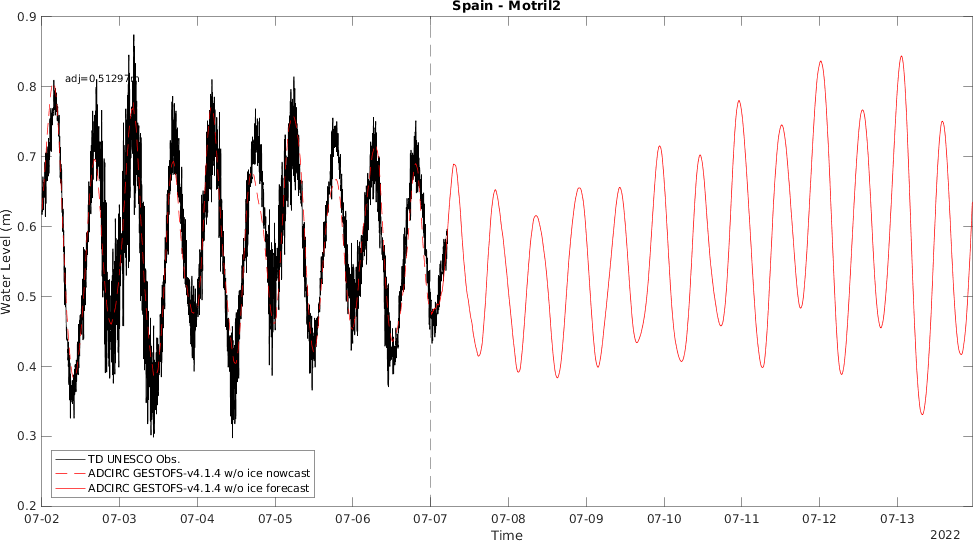 Spain - Motril2
0.9
0.8
0.7
0.6
0.5
0.4
0.3
0.2
Water Level (m)
adj=0.51297m
TD UNESCO Obs.
ADCIRC GESTOFS-v4.1.4 w/o ice nowcast
ADCIRC GESTOFS-v4.1.4 w/o ice forecast
07-02 07-03 07-04 07-05 07-06 07-07 07-08 07-09 07-10 07-11 07-12 07-13
Time
2022